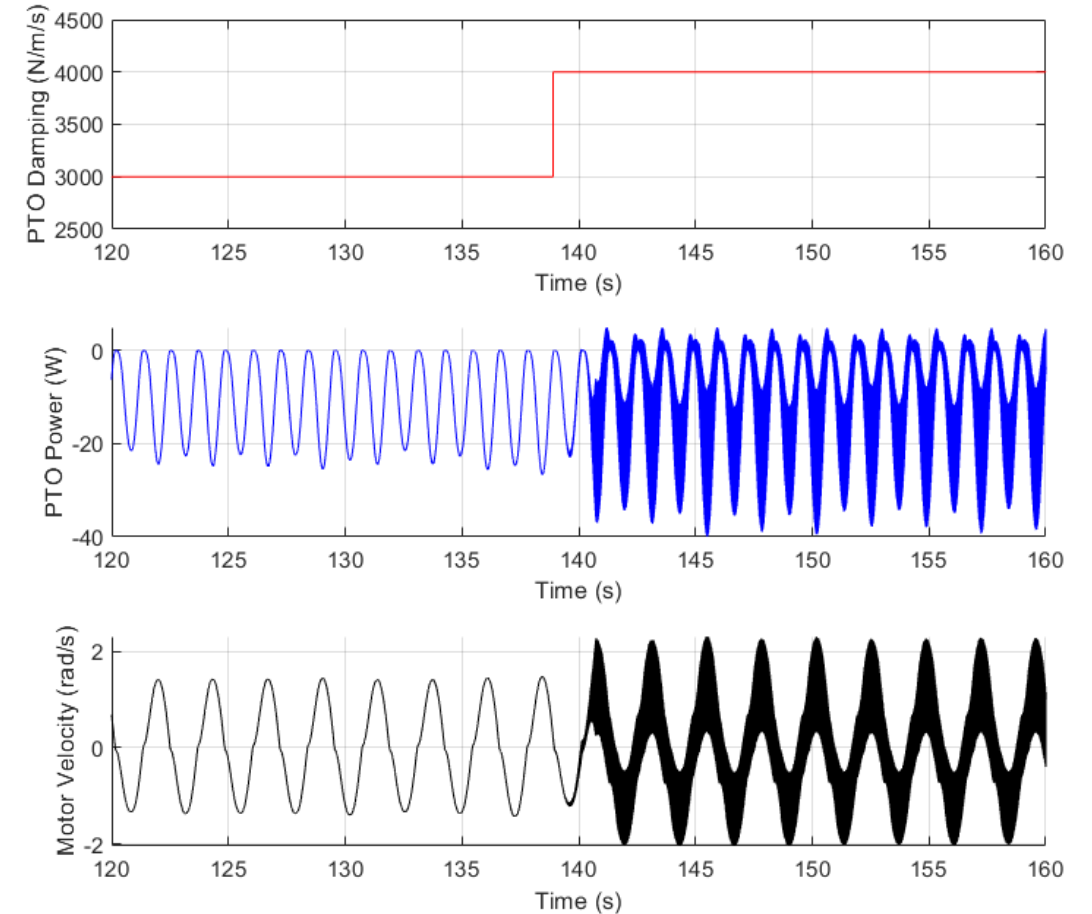 PTO Damping (N/m/s)
4500
4000
3500
3000
2500
120 125 130 135 140 145 150 155 160
Time (s)
PTO Power (W)
0
-20
-40
120 125 130 135 140 145 150 155 160
Time (s)
Motor Velocity (rad/s)
2
0
-2
120 125 130 135 140 145 150 155 160
Time (s)